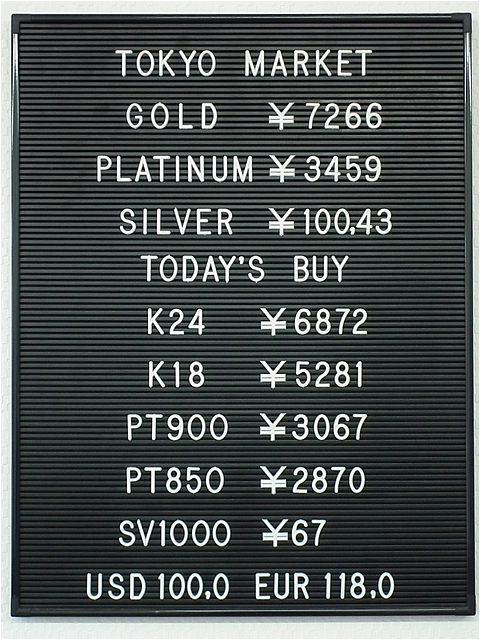 TOKYO MARKET
GOLD ¥7266
PLATINUM ¥3459
SILVER ¥100,43
TODAY'S BUY
K24 ¥6872
K18 ¥5281
PT900 ¥3067
PT850 ¥2870
SV1000 ¥67
USD 100,0 EUR 118,0